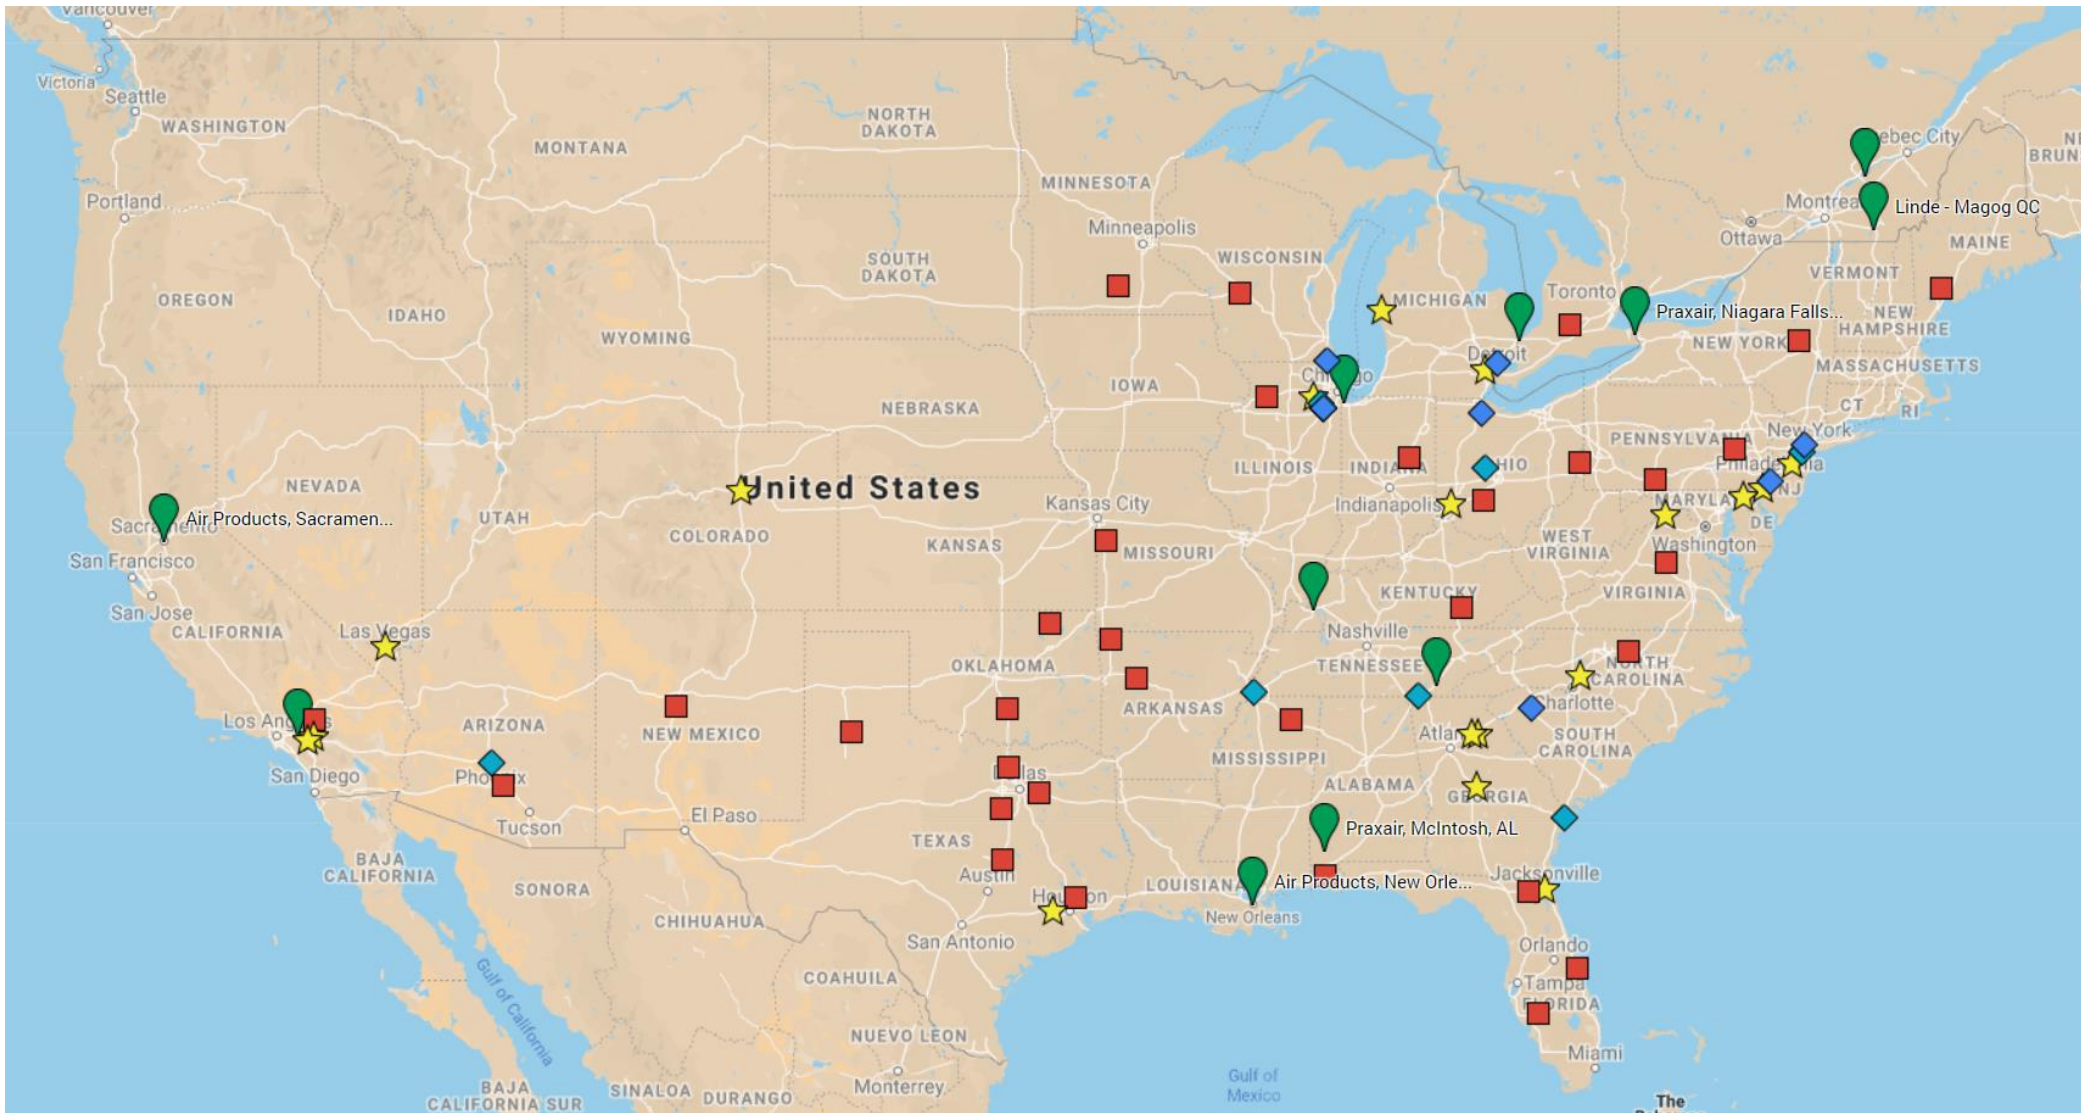 Vancouver
Victoria
Seattle
WASHINGTON
Portland
OREGON
IDAHO
MONTANA
NORTH
DAKOTA
SOUTH
DAKOTA
WYOMING
NEBRASKA
NEVADA
UTAH
COLORADO
United States
KANSAS
Sacramento
Air Products, Sacramen...
San Francisco
San Jose
CALIFORNIA
Las Vegas
Los Angeles
San Diego
ARIZONA
Phoenix
Tucson
NEW MEXICO
El Paso
BAJA
CALIFORNIA
SONORA
CHIHUAHUA
Gulf of California
BAJA
CALIFORNIA SUR
SINALOA
DURANGO
COAHUILA
NUEVO LEON
Monterrey
MINNESOTA
Minneapolis
WISCONSIN
IOWA
MICHIGAN
Chicago
Detroit
Toronto
Ottawa
Montrea
ebec City
NE
BRUN
Linde - Magog QC
MAINE
VERMONT
Praxair, Niagara Falls...
NEW
HAMPSHIRE
NEW YORK
MASSACHUSETTS
CT
RI
New York
PENNSYLVANIA
Philadelphia
MARYLA
NJ
DE
Washington
ILLINOIS
INDIANA
OHIO
Indianapolis
Kansas City
MISSOURI
WEST
VIRGINIA
VIRGINIA
KENTUCKY
Nashville
TENNESSEE
NORTH
CAROLINA
Charlotte
SOUTH
CAROLINA
OKLAHOMA
ARKANSAS
MISSISSIPPI
ALABAMA
Atlan
GEORGIA
Dallas
TEXAS
Austin
Houston
San Antonio
LOUISIANA
Praxair, McIntosh, AL
Air Products, New Orle...
New Orleans
Jacksonville
Orlando
Tampa
FLORIDA
Miami
Gulf of
Mexico
The